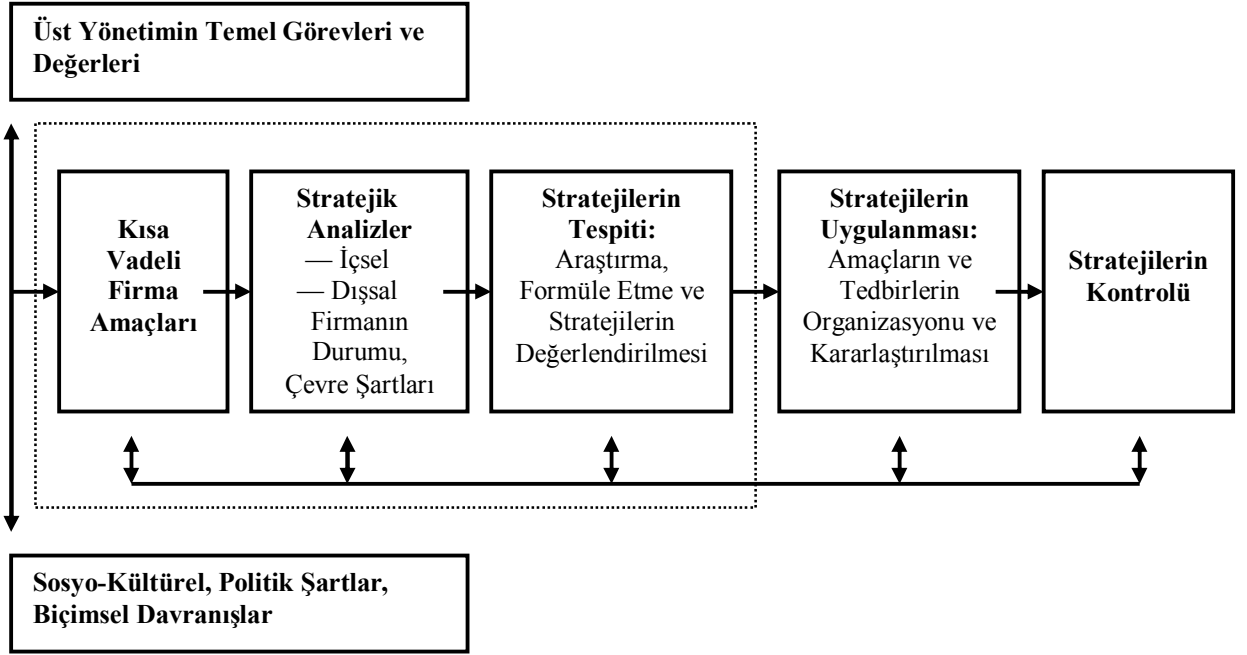 Üst Yönetimin Temel Görevleri ve
Değerleri
Kısa
Vadeli
Firma
Amaçları
Stratejik
Analizler
— İçsel
— Dışsal
Firmanın
Durumu,
Çevre Şartları
Stratejilerin
Tespiti:
Araştırma,
Formüle Etme ve
Stratejilerin
Değerlendirilmesi
Stratejilerin
Uygulanması:
Amaçların ve
Tedbirlerin
Organizasyonu ve
Kararlaştırılması
Stratejilerin
Kontrolü
Sosyo-Kültürel, Politik Şartlar,
Biçimsel Davranışlar